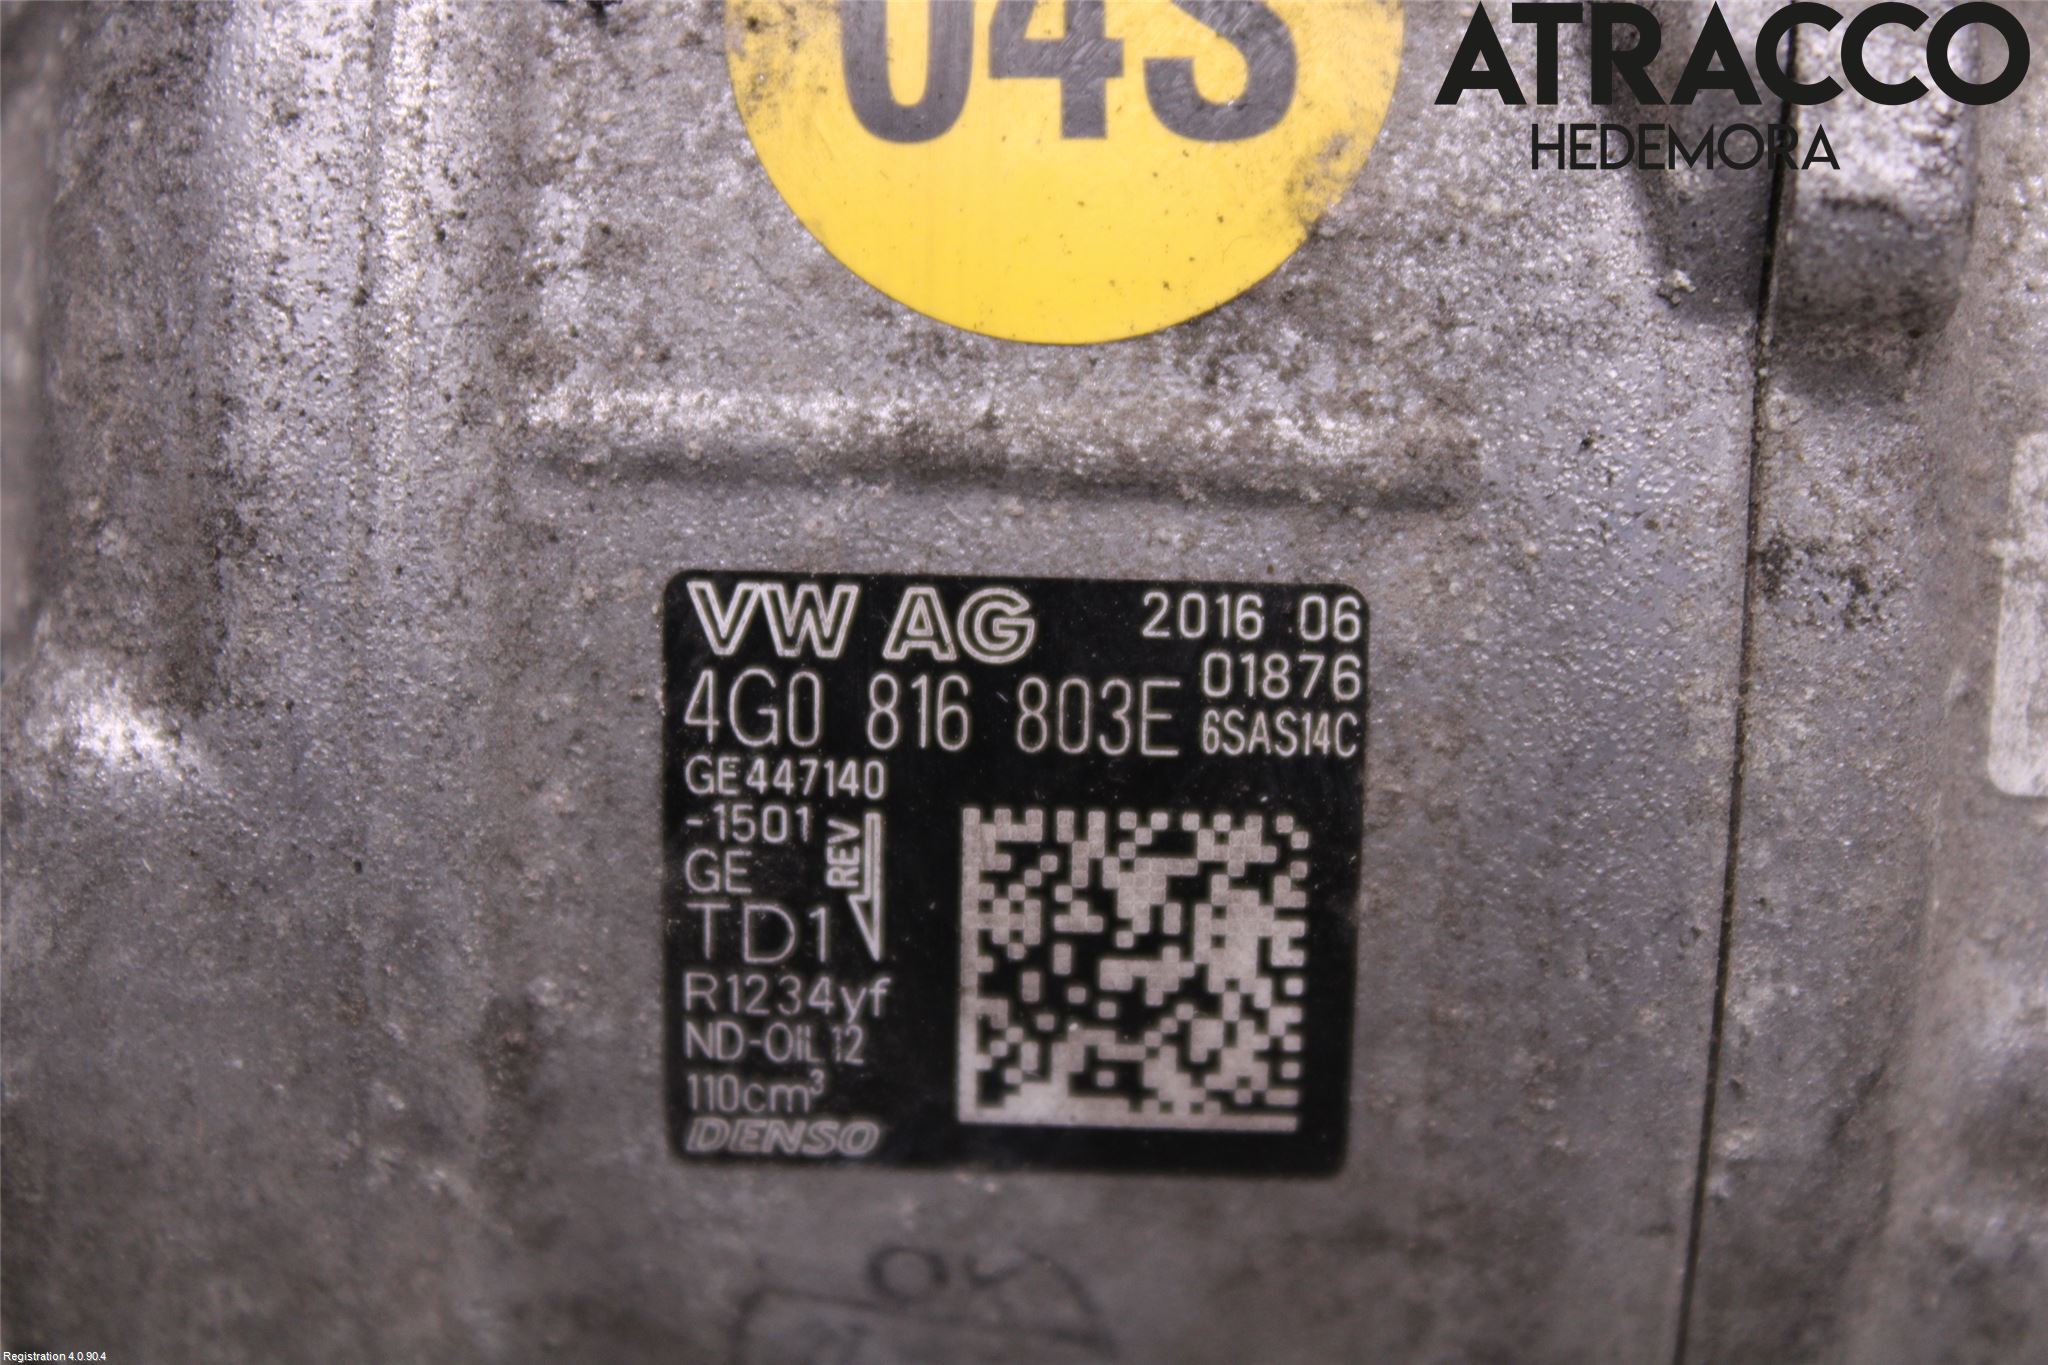 04S
ATRACCO
HEDEMORA
VW AG 2016 06
01876
4G0 816 803E 6SAS14C
GE447140
-1501
REV
GE
TD1
R1234yf
ND-OIL 12
110cm³
DENSO
Registration 4.0.90.4